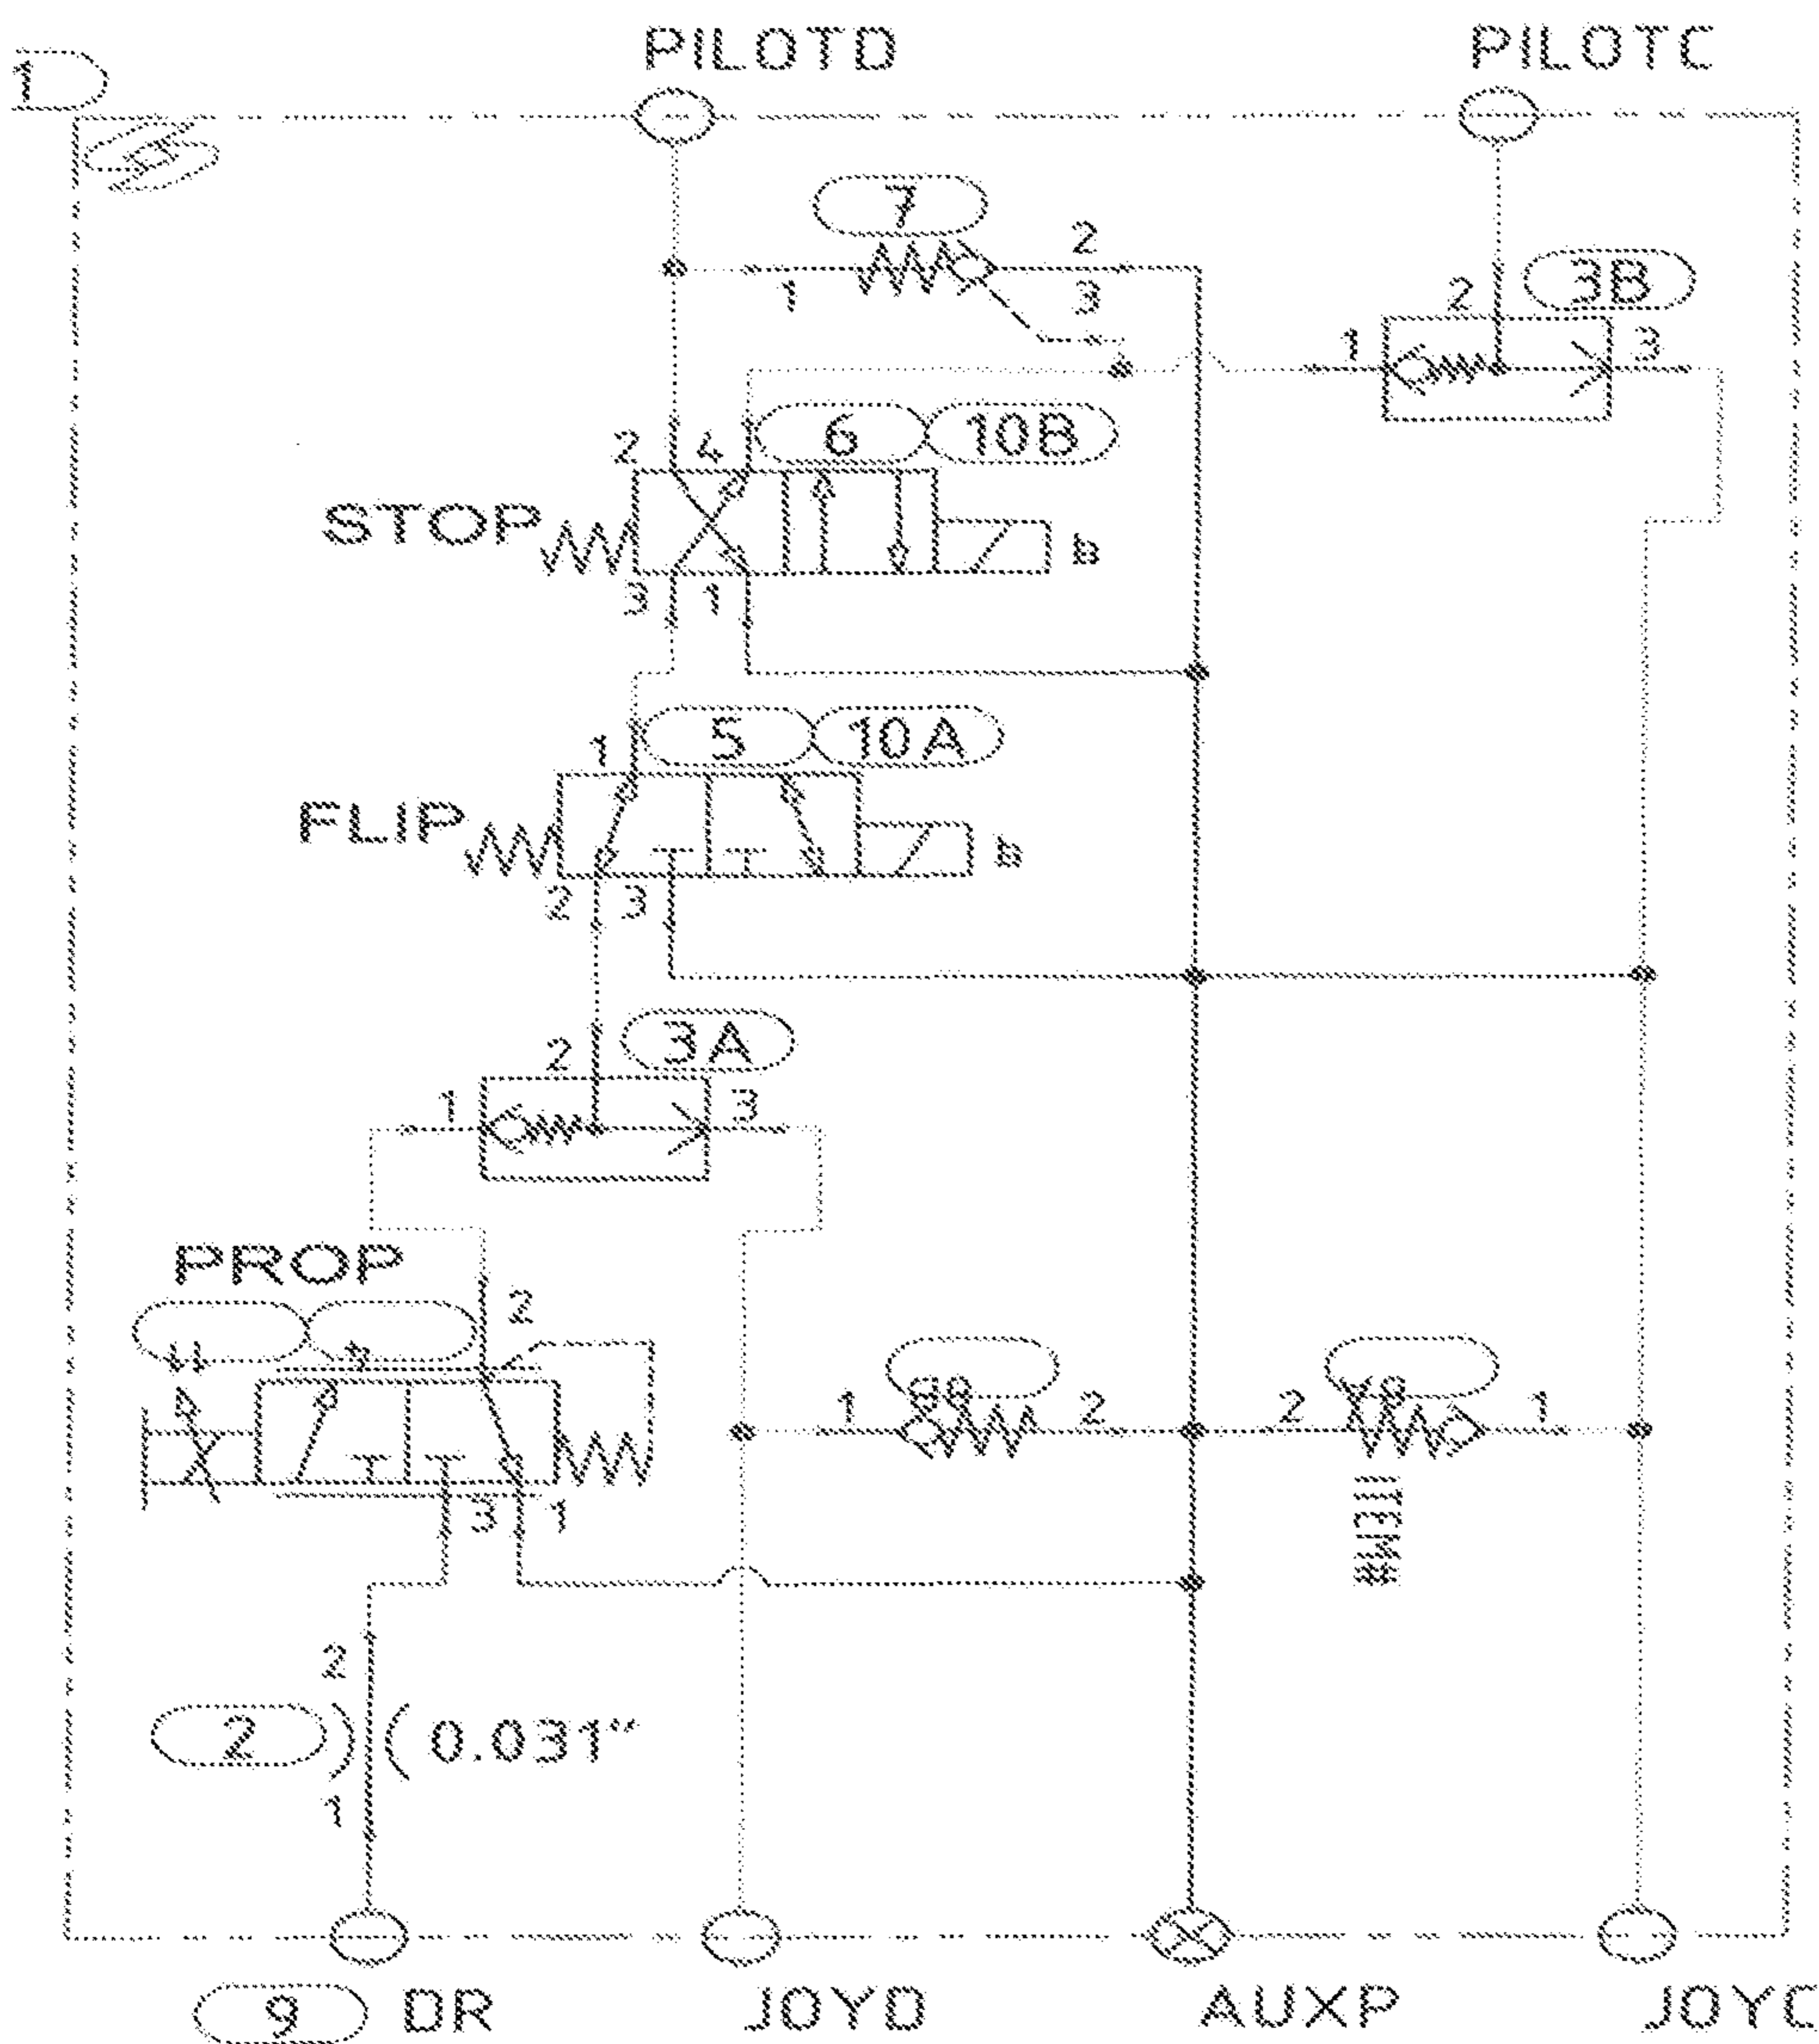 1
PILOTD PILOTC
7
2
1 3
3B
2
1 3
2 4 6 10B
STOP b
3 1
1 5 10A
FLIP b
2 3
3A
2
1 3
PROP
2
1 2 2 1
3 1
ITEM#
2
2 0.031"
1
9 DR JOYD AUXP JOYC